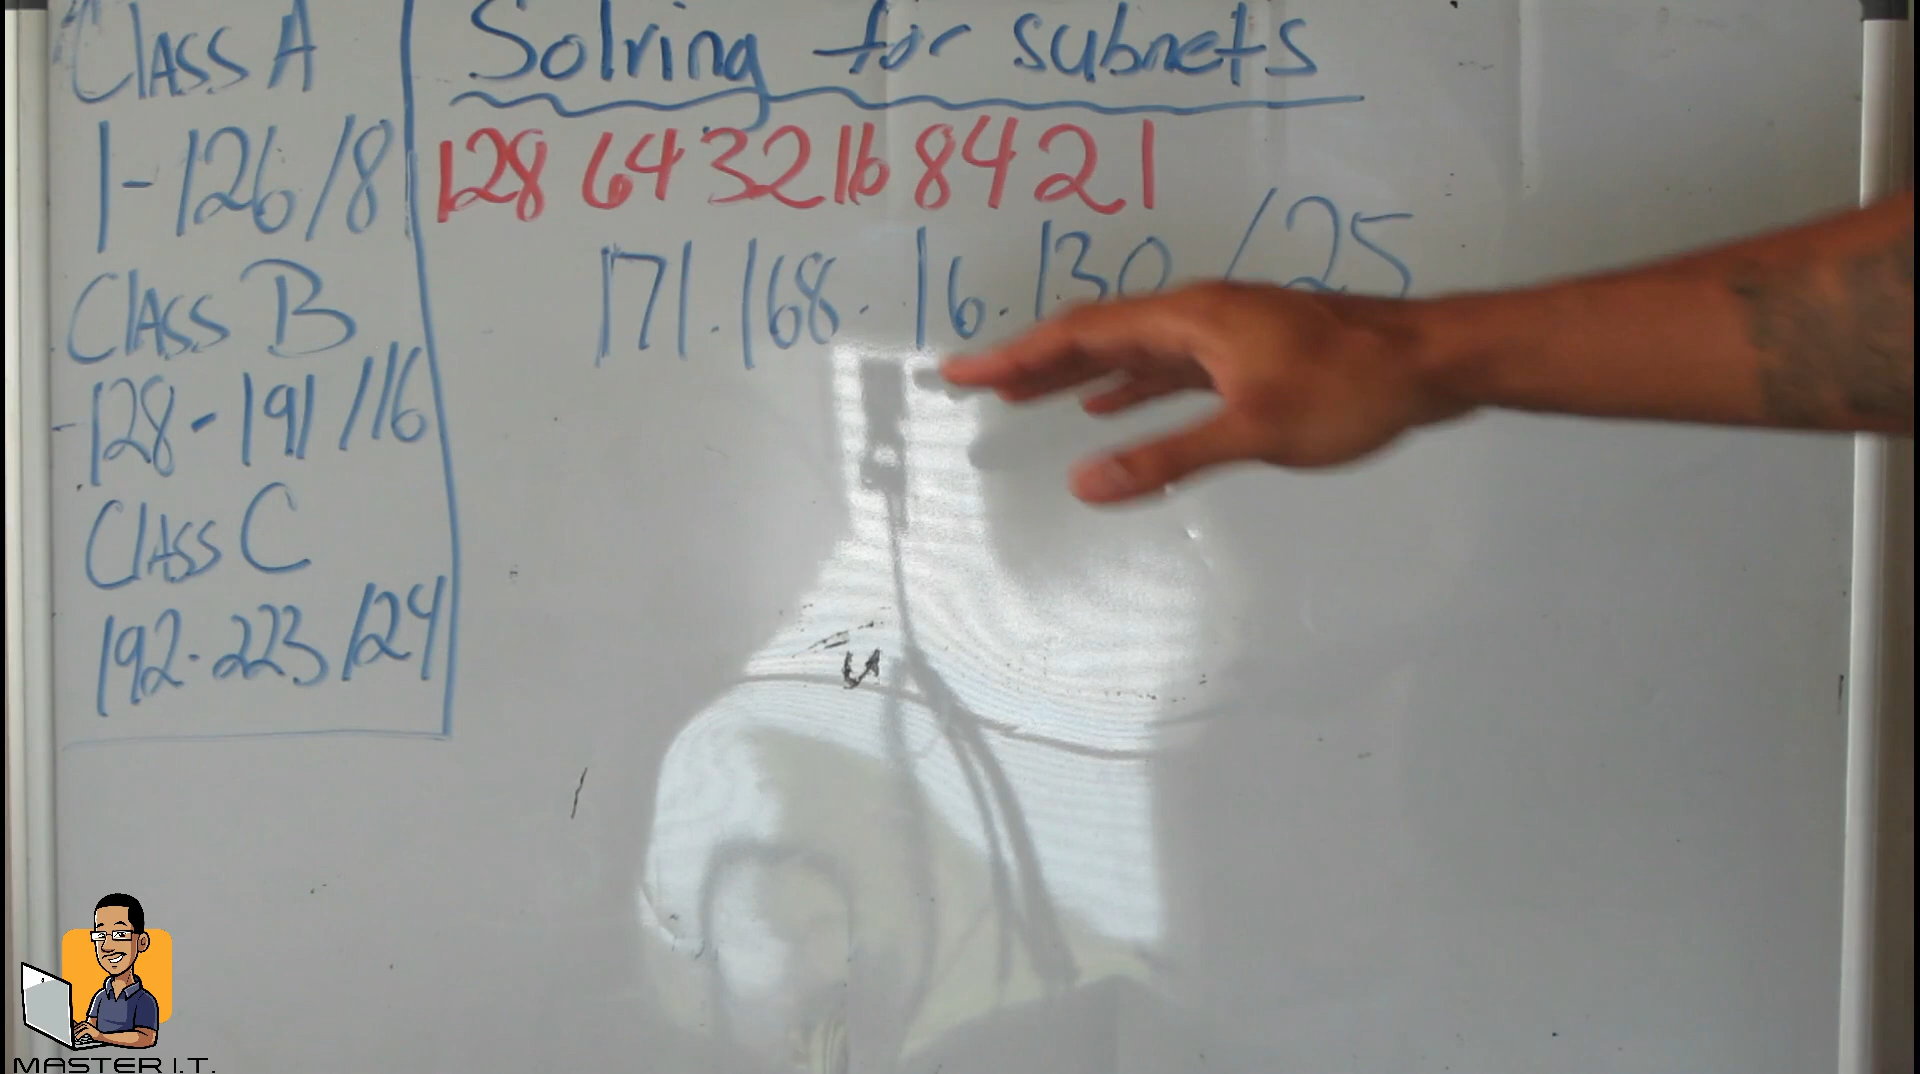 Class A
1-126/8
Class B
128-191/16
Class C
192-223/24
Solving for subnets
128 64 32 16 8 4 2 1
171.168.16.130/25
MASTER I.T.